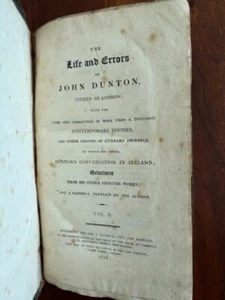 THE
Life and Errors
OF
JOHN DUNTON,
CITIZEN OF LONDON;
WITH THE
LIVES AND CHARACTERS OF MORE THAN A THOUSAND
CONTEMPORARY DIVINES,
AND OTHER PERSONS OF LITERARY EMINENCE.
TO WHICH ARE ADDED,
DUNTON'S CONVERSATION IN IRELAND;
Selections
FROM HIS OTHER GENUINE WORKS:
AND A FAITHFUL PORTRAIT OF THE AUTHOR.
VOL. II.
1818.